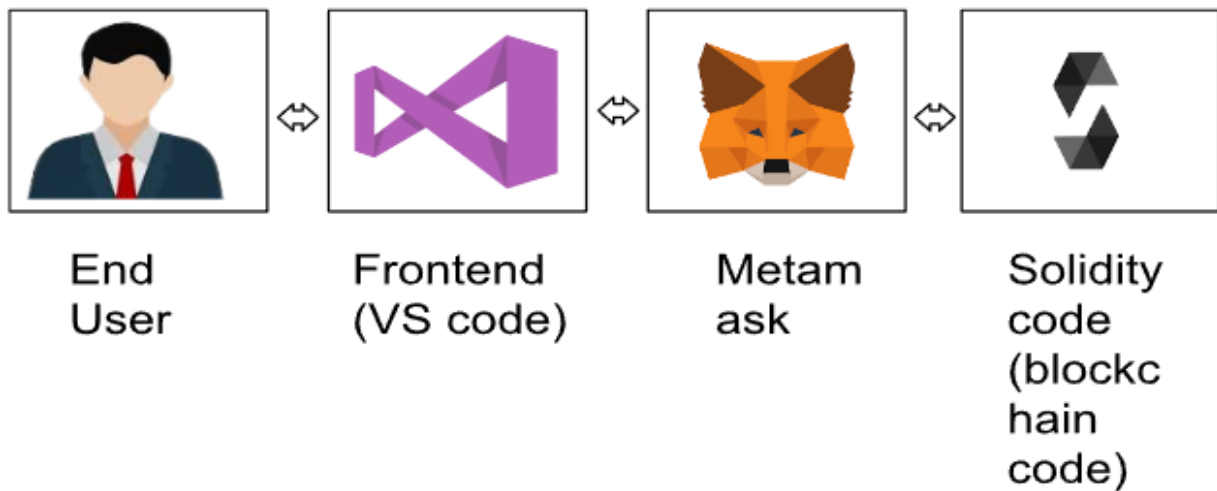 End
User
Frontend
(VS code)
Metam
ask
Solidity
code
(blockc
hain
code)